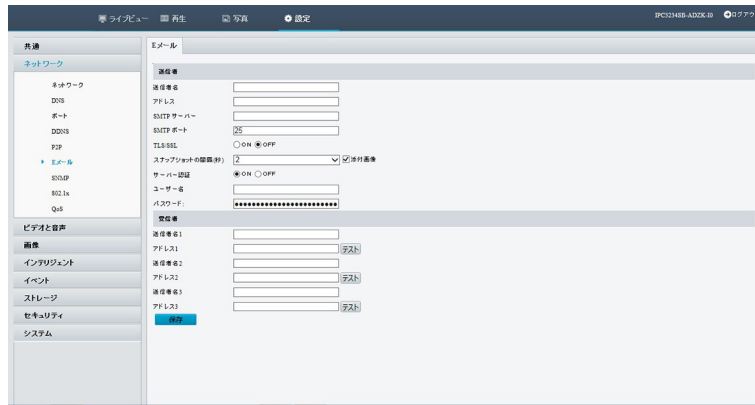 ライブビュー 再生 写真 設定 IPC3234SB-ADZK-I0 ログアウ
共通
ネットワーク
ネットワーク
DNS
ポート
DDNS
P2P
Eメール
SNMP
802.1x
QoS
ビデオと音声
画像
インテリジェント
イベント
ストレージ
セキュリティ
システム
Eメール
送信者
送信者名
アドレス
SMTP サーバー
SMTP ポート 25
TLS/SSL ON OFF
スナップショットの間隔(秒) 2 添付画像
サーバー認証 ON OFF
ユーザー名
パスワード:
受信者
送信者名1
アドレス1 テスト
送信者名2
アドレス2 テスト
送信者名3
アドレス3 テスト
保存